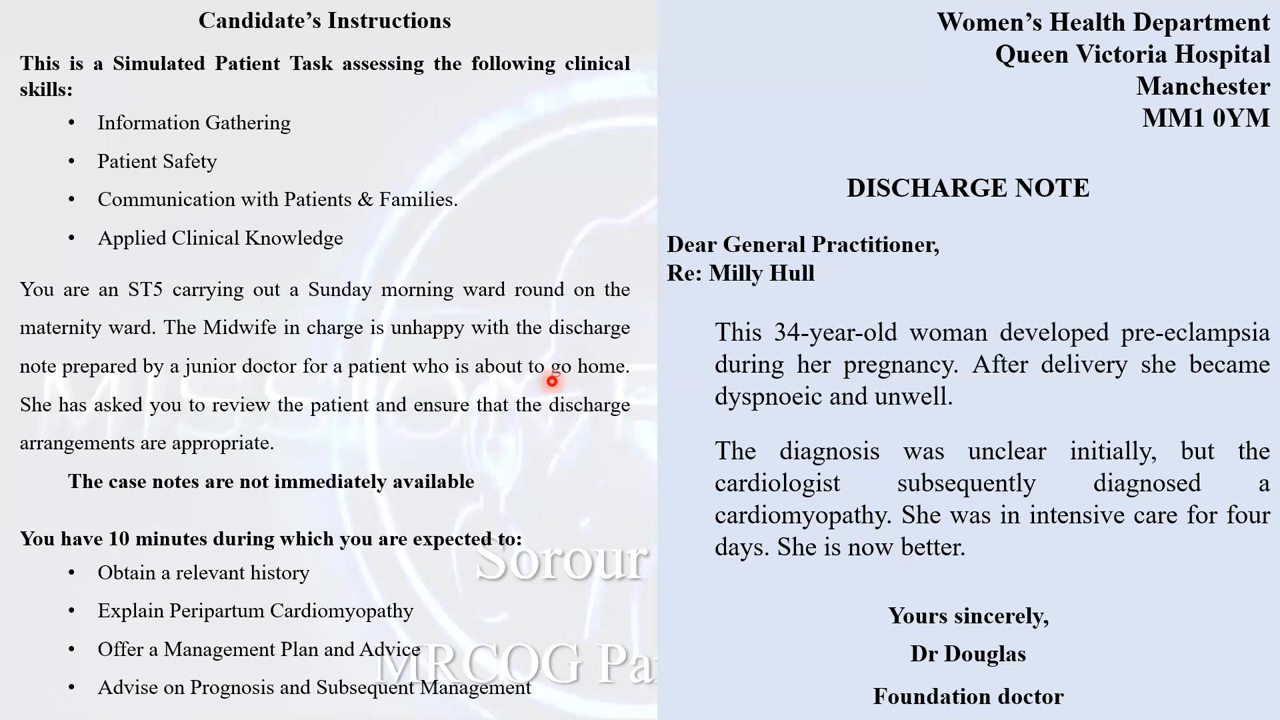 Candidate's Instructions
This is a Simulated Patient Task assessing the following clinical
skills:
• Information Gathering
• Patient Safety
• Communication with Patients & Families.
• Applied Clinical Knowledge
You are an ST5 carrying out a Sunday morning ward round on the
maternity ward. The Midwife in charge is unhappy with the discharge
note prepared by a junior doctor for a patient who is about to go home.
She has asked you to review the patient and ensure that the discharge
arrangements are appropriate.
The case notes are not immediately available
You have 10 minutes during which you are expected to:
• Obtain a relevant history
• Explain Peripartum Cardiomyopathy
• Offer a Management Plan and Advice
• Advise on Prognosis and Subsequent Management
Sorour
MRCOG Pa
Women's Health Department
Queen Victoria Hospital
Manchester
MM1 0YM
DISCHARGE NOTE
Dear General Practitioner,
Re: Milly Hull
This 34-year-old woman developed pre-eclampsia
during her pregnancy. After delivery she became
dyspnoeic and unwell.
The diagnosis was unclear initially, but the
cardiologist subsequently diagnosed a
cardiomyopathy. She was in intensive care for four
days. She is now better.
Yours sincerely,
Dr Douglas
Foundation doctor